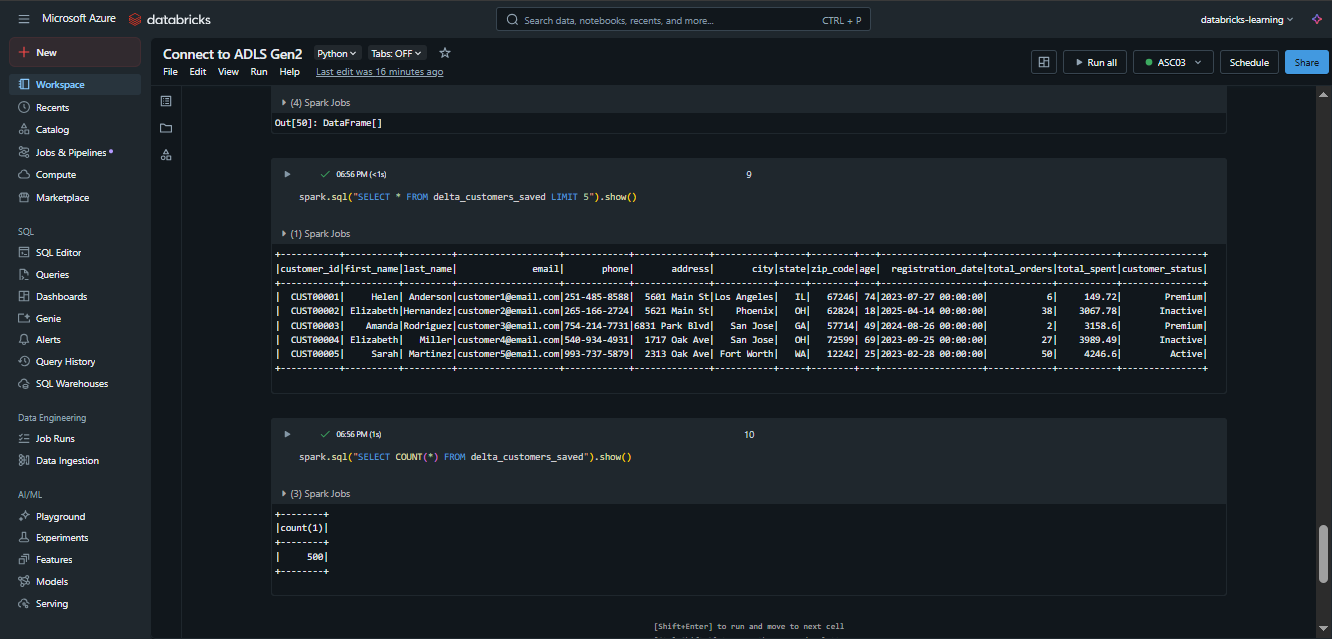 Microsoft Azure databricks
Search data, notebooks, recents, and more... CTRL + P
databricks-learning
New
Workspace
Recents
Catalog
Jobs & Pipelines
Compute
Marketplace
SQL
SQL Editor
Queries
Dashboards
Genie
Alerts
Query History
SQL Warehouses
Data Engineering
Job Runs
Data Ingestion
AI/ML
Playground
Experiments
Features
Models
Serving
Connect to ADLS Gen2 Python Tabs: OFF
File Edit View Run Help Last edit was 16 minutes ago
Run all ASC03 Schedule Share
(4) Spark Jobs
Out[50]: DataFrame[]
06:56 PM (<1s) 9
spark.sql("SELECT * FROM delta_customers_saved LIMIT 5").show()
(1) Spark Jobs
+-----------+----------+---------+------------------+------------+--------------+-----------+-----+--------+---+-------------------+------------+-----------+---------------+
|customer_id|first_name|last_name|             email|       phone|       address|       city|state|zip_code|age|  registration_date|total_orders|total_spent|customer_status|
+-----------+----------+---------+------------------+------------+--------------+-----------+-----+--------+---+-------------------+------------+-----------+---------------+
|  CUST00001|     Helen| Anderson|customer1@email.com|251-485-8588|  5601 Main St|Los Angeles|   IL|   67246| 74|2023-07-27 00:00:00|           6|     149.72|        Premium|
|  CUST00002| Elizabeth|Hernandez|customer2@email.com|265-166-2724|  5621 Main St|    Phoenix|   OH|   62824| 18|2025-04-14 00:00:00|          38|    3067.78|       Inactive|
|  CUST00003|    Amanda|Rodriguez|customer3@email.com|754-214-7731|6831 Park Blvd|   San Jose|   GA|   57714| 49|2024-08-26 00:00:00|           2|     3158.6|        Premium|
|  CUST00004| Elizabeth|   Miller|customer4@email.com|540-934-4931|  1717 Oak Ave|   San Jose|   OH|   72599| 69|2023-09-25 00:00:00|          27|    3989.49|       Inactive|
|  CUST00005|     Sarah| Martinez|customer5@email.com|993-737-5879|  2313 Oak Ave| Fort Worth|   WA|   12242| 25|2023-02-28 00:00:00|          50|     4246.6|         Active|
+-----------+----------+---------+------------------+------------+--------------+-----------+-----+--------+---+-------------------+------------+-----------+---------------+
06:56 PM (1s) 10
spark.sql("SELECT COUNT(*) FROM delta_customers_saved").show()
(3) Spark Jobs
+--------+
|count(1)|
+--------+
|     500|
+--------+
[Shift+Enter] to run and move to next cell